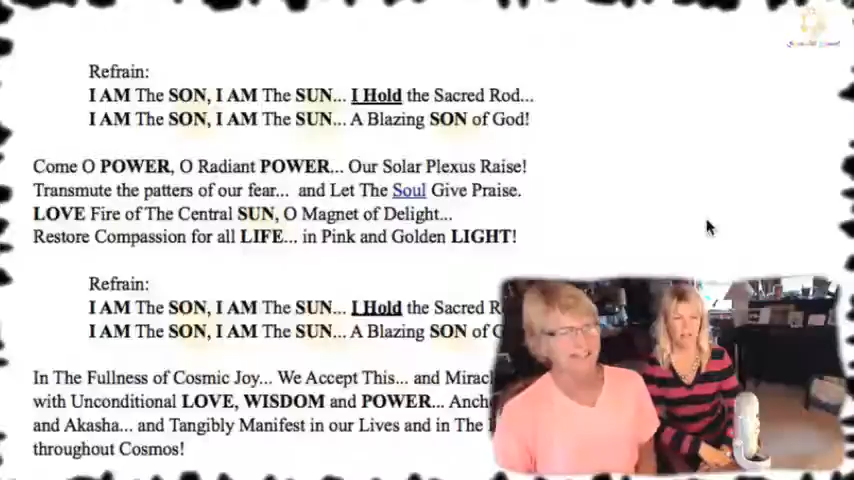 Refrain:
I AM The SON, I AM The SUN... I Hold the Sacred Rod...
I AM The SON, I AM The SUN... A Blazing SON of God!
Come O POWER, O Radiant POWER... Our Solar Plexus Raise!
Transmute the patters of our fear... and Let The Soul Give Praise.
LOVE Fire of The Central SUN, O Magnet of Delight...
Restore Compassion for all LIFE... in Pink and Golden LIGHT!
Refrain:
I AM The SON, I AM The SUN... I Hold the Sacred R
I AM The SON, I AM The SUN... A Blazing SON of G
In The Fullness of Cosmic Joy... We Accept This... and Mirac
with Unconditional LOVE, WISDOM and POWER... Anch
and Akasha... and Tangibly Manifest in our Lives and in The
throughout Cosmos!